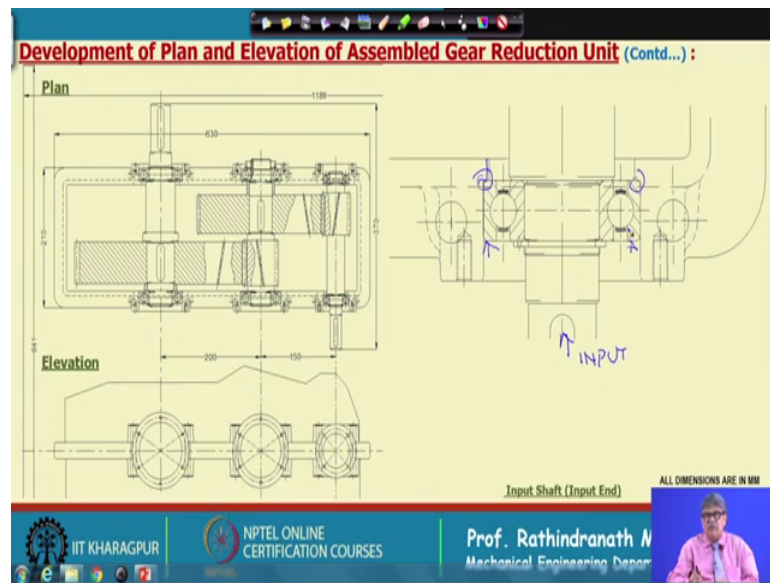 Development of Plan and Elevation of Assembled Gear Reduction Unit (Contd...) :
Plan
1189
630
210
370
941
200
150
Elevation
INPUT
Input Shaft (Input End)
ALL DIMENSIONS ARE IN MM
IIT KHARAGPUR
NPTEL ONLINE
CERTIFICATION COURSES
Prof. Rathindranath M
Mechanical Engineering Depar